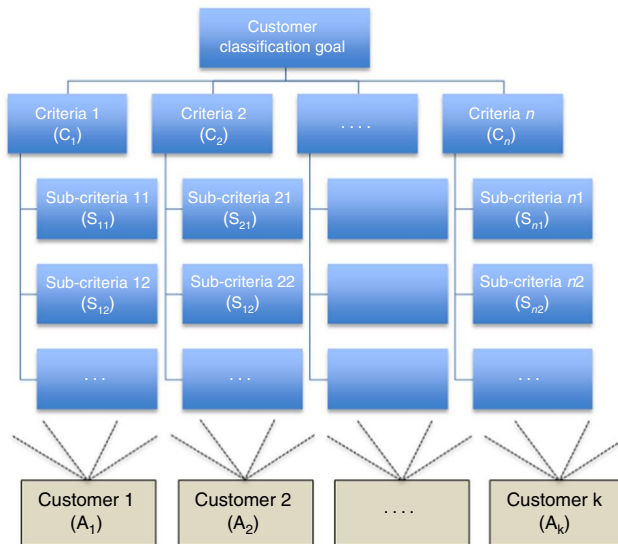 Customer
classification goal
Criteria 1
(C₁)
Criteria 2
(C₂)
. . . .
Criteria n
(Cₙ)
Sub-criteria 11
(S₁₁)
Sub-criteria 21
(S₂₁)
Sub-criteria n1
(Sₙ₁)
Sub-criteria 12
(S₁₂)
Sub-criteria 22
(S₁₂)
Sub-criteria n2
(Sₙ₂)
. . .
. . .
. . .
. . .
Customer 1
(A₁)
Customer 2
(A₂)
. . . .
Customer k
(Aₖ)